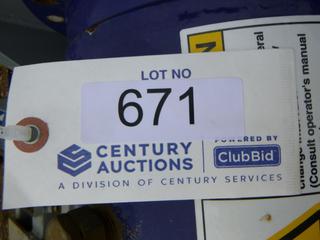 LOT NO
671
CENTURY
AUCTIONS
POWERED BY
ClubBid
A DIVISION OF CENTURY SERVICES
(Consult operator's manual